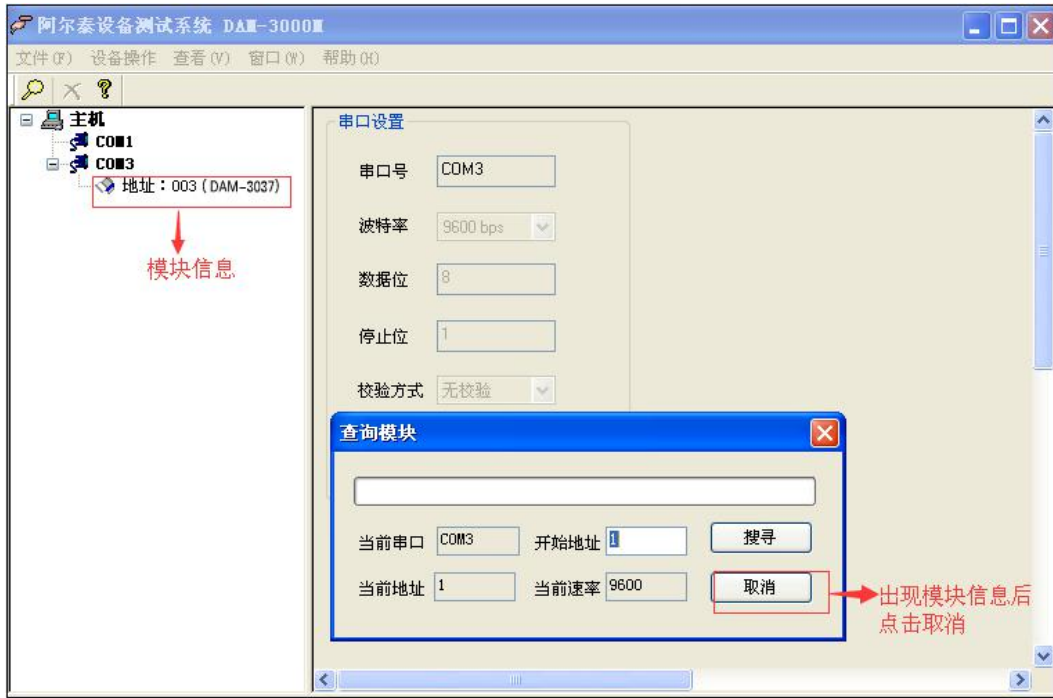 阿尔泰设备测试系统 DAM-3000M
文件(F) 设备操作 查看(V) 窗口(W) 帮助(H)
主机
COM1
COM3
地址：003（DAM-3037）
模块信息
串口设置
串口号 COM3
波特率 9600 bps
数据位 8
停止位 1
校验方式 无校验
查询模块
当前串口 COM3 开始地址 1 搜寻
当前地址 1 当前速率 9600 取消
出现模块信息后
点击取消